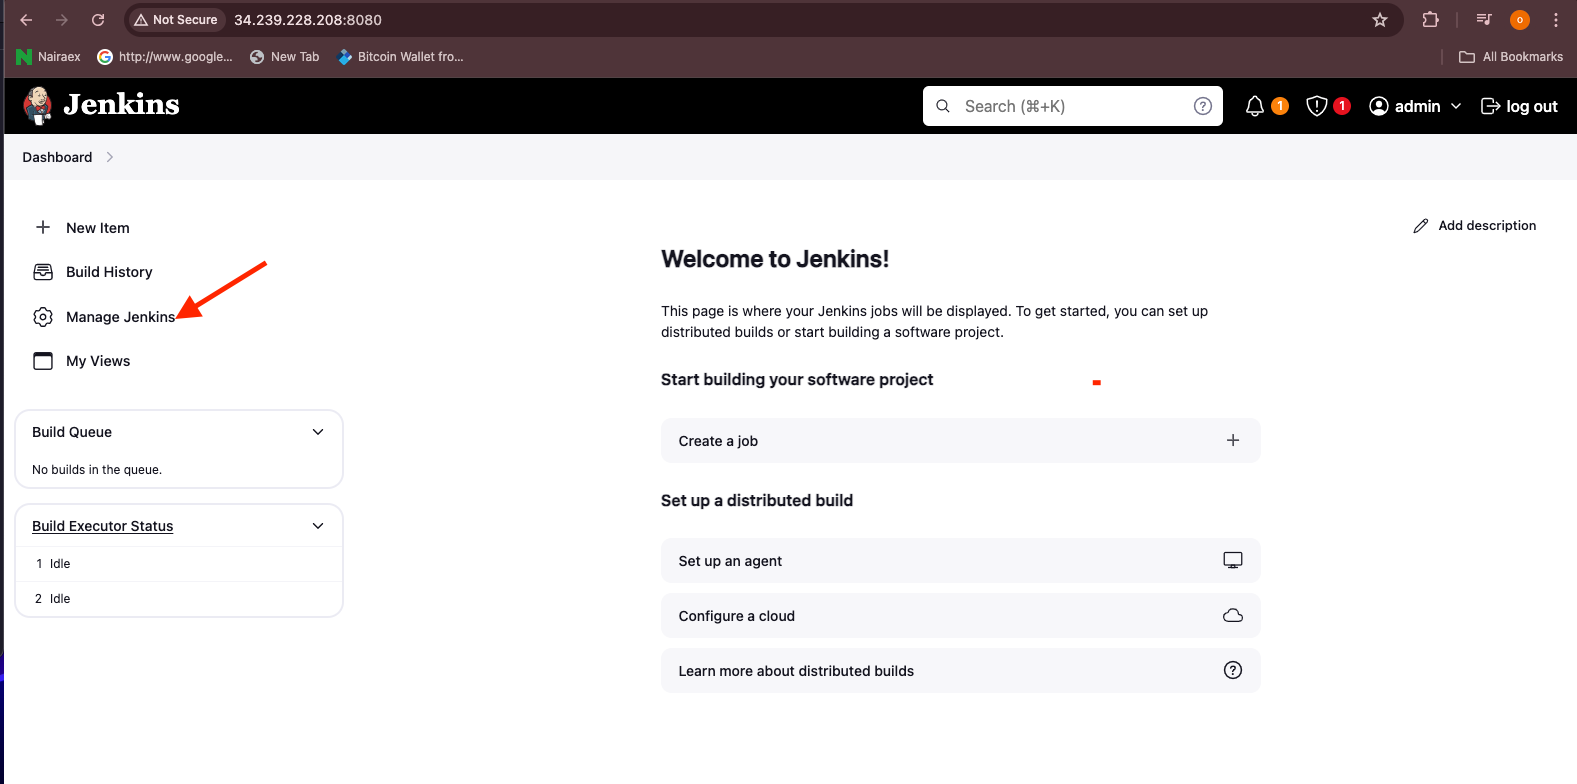 Not Secure 34.239.228.208:8080
o
Nairaex http://www.google... New Tab Bitcoin Wallet fro... All Bookmarks
Jenkins Search (⌘+K) ? 1 1 admin log out
Dashboard
New Item
Build History
Manage Jenkins
My Views
Build Queue
No builds in the queue.
Build Executor Status
1 Idle
2 Idle
Add description
Welcome to Jenkins!
This page is where your Jenkins jobs will be displayed. To get started, you can set up
distributed builds or start building a software project.
Start building your software project
Create a job
Set up a distributed build
Set up an agent
Configure a cloud
Learn more about distributed builds ?